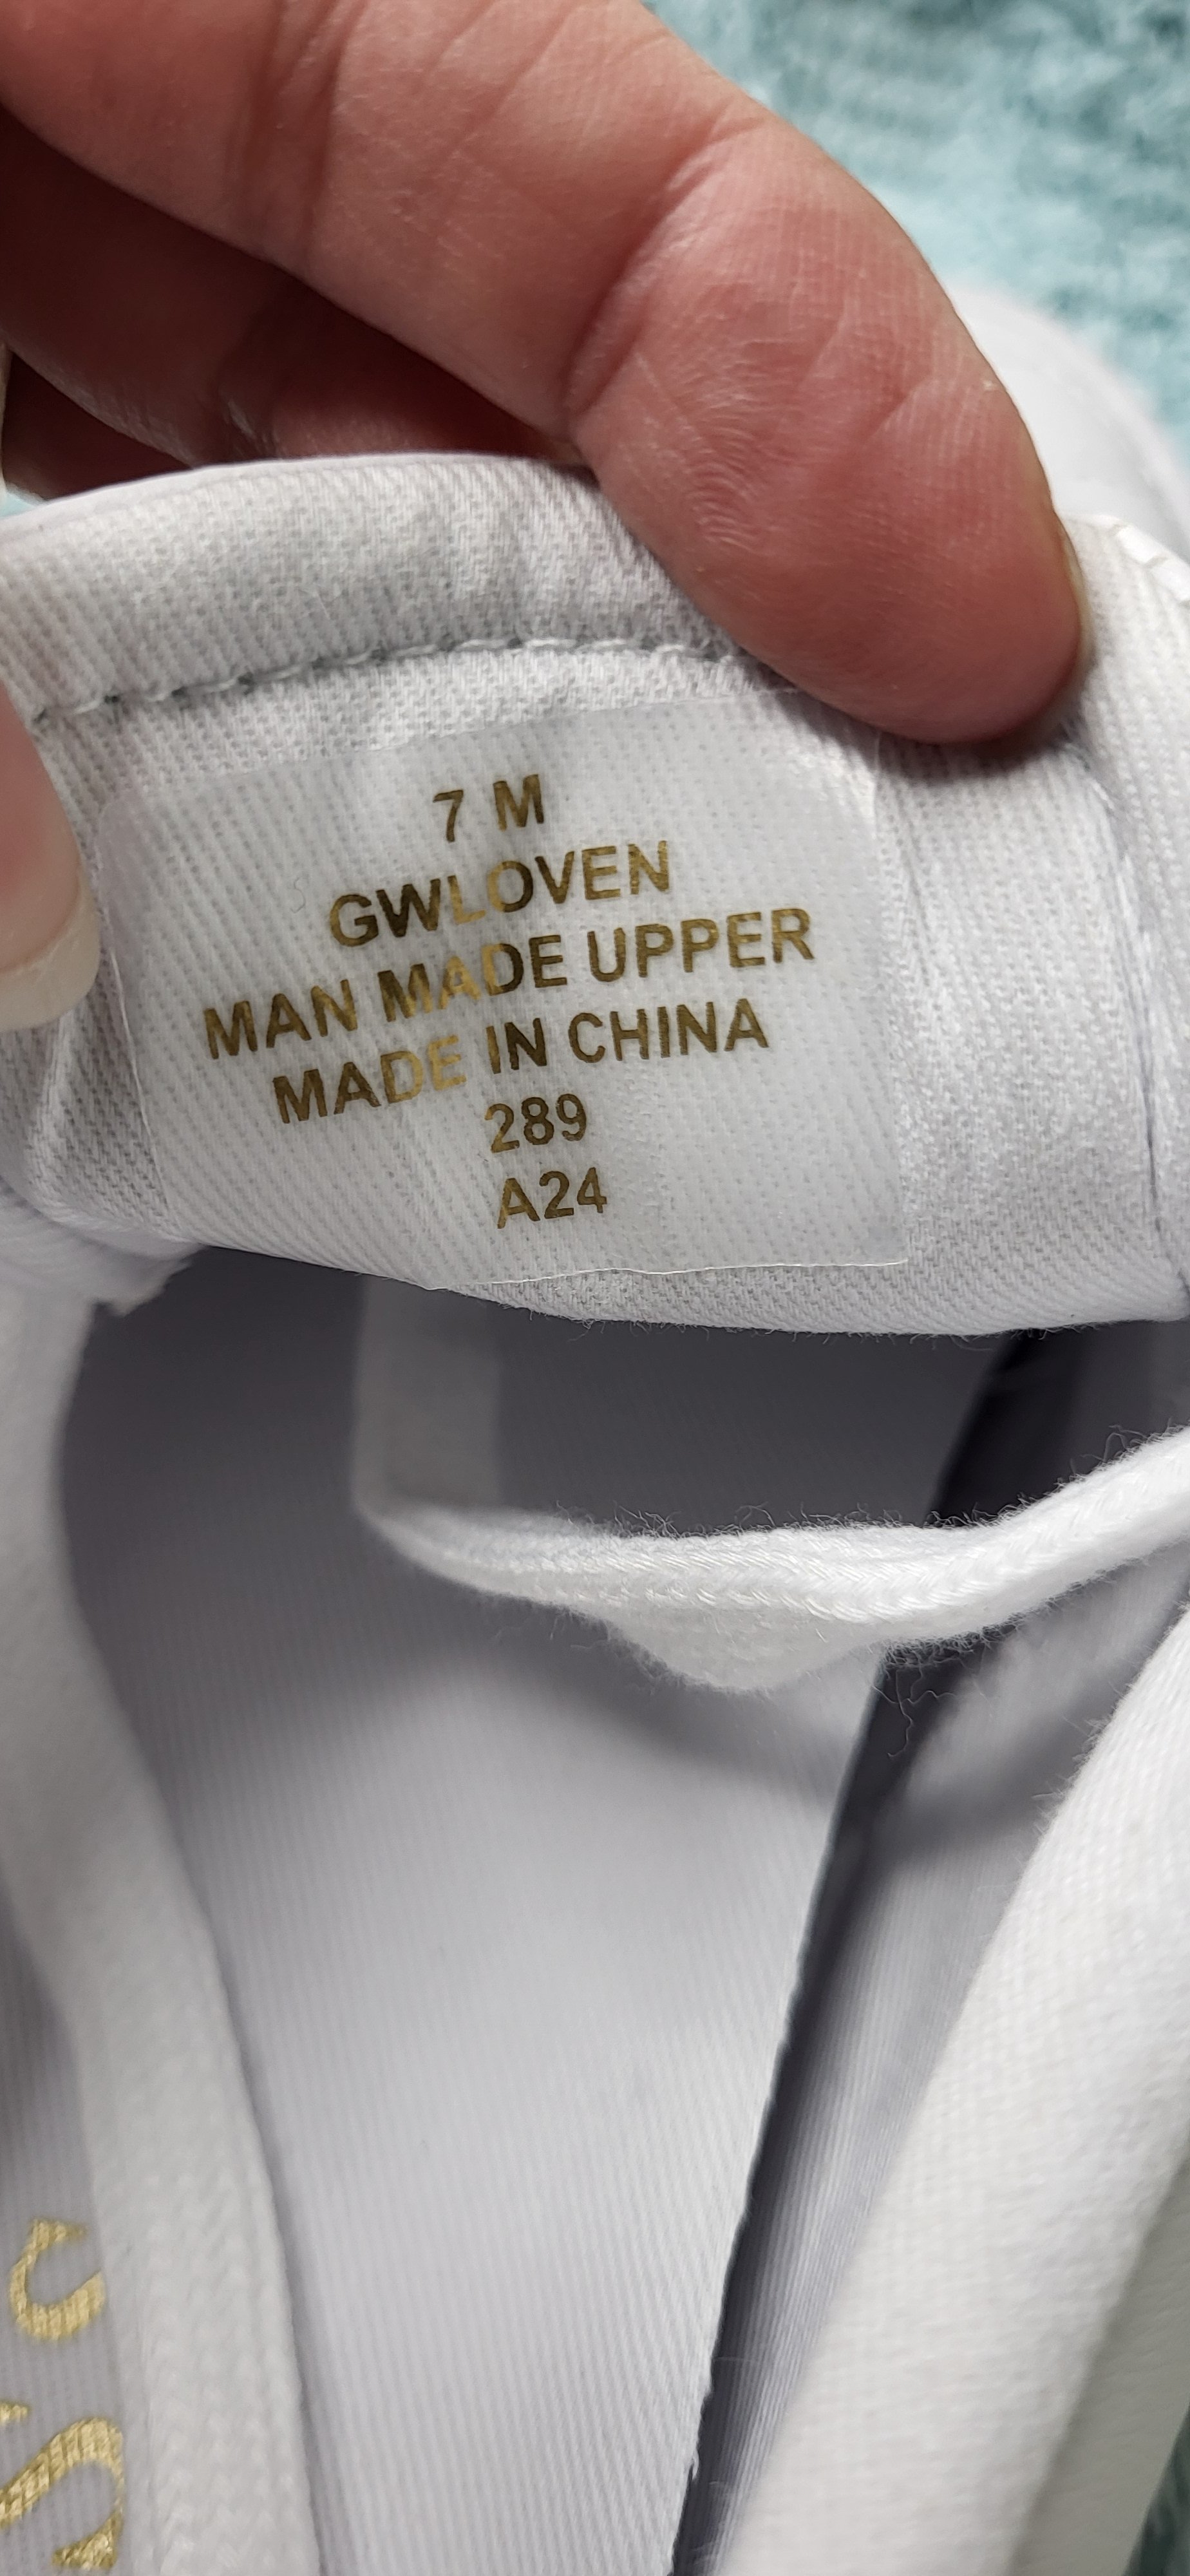 7 M
GWLOVEN
MAN MADE UPPER
MADE IN CHINA
289
A24